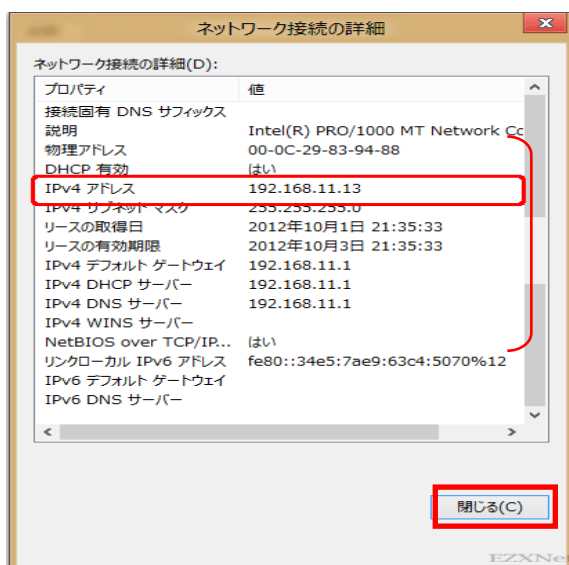 ネットワーク接続の詳細
ネットワーク接続の詳細(D):
プロパティ 値
接続固有 DNS サフィックス
説明 Intel(R) PRO/1000 MT Network Cc
物理アドレス 00-0C-29-83-94-88
DHCP 有効 はい
IPv4 アドレス 192.168.11.13
IPv4 サブネット マスク 255.255.255.0
リースの取得日 2012年10月1日 21:35:33
リースの有効期限 2012年10月3日 21:35:33
IPv4 デフォルト ゲートウェイ 192.168.11.1
IPv4 DHCP サーバー 192.168.11.1
IPv4 DNS サーバー 192.168.11.1
IPv4 WINS サーバー
NetBIOS over TCP/IP... はい
リンクローカル IPv6 アドレス fe80::34e5:7ae9:63c4:5070%12
IPv6 デフォルト ゲートウェイ
IPv6 DNS サーバー
閉じる(C)
EZXNet